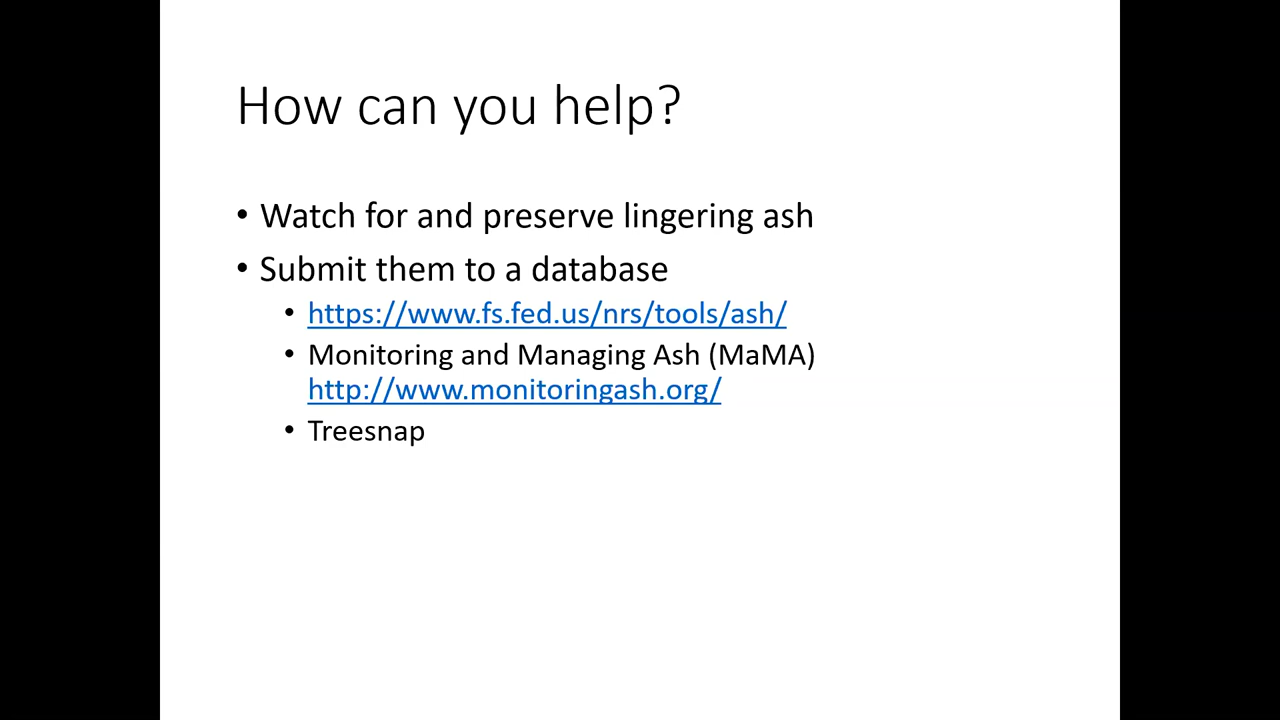 How can you help?
• Watch for and preserve lingering ash
• Submit them to a database
• https://www.fs.fed.us/nrs/tools/ash/
• Monitoring and Managing Ash (MaMA)
http://www.monitoringash.org/
• Treesnap